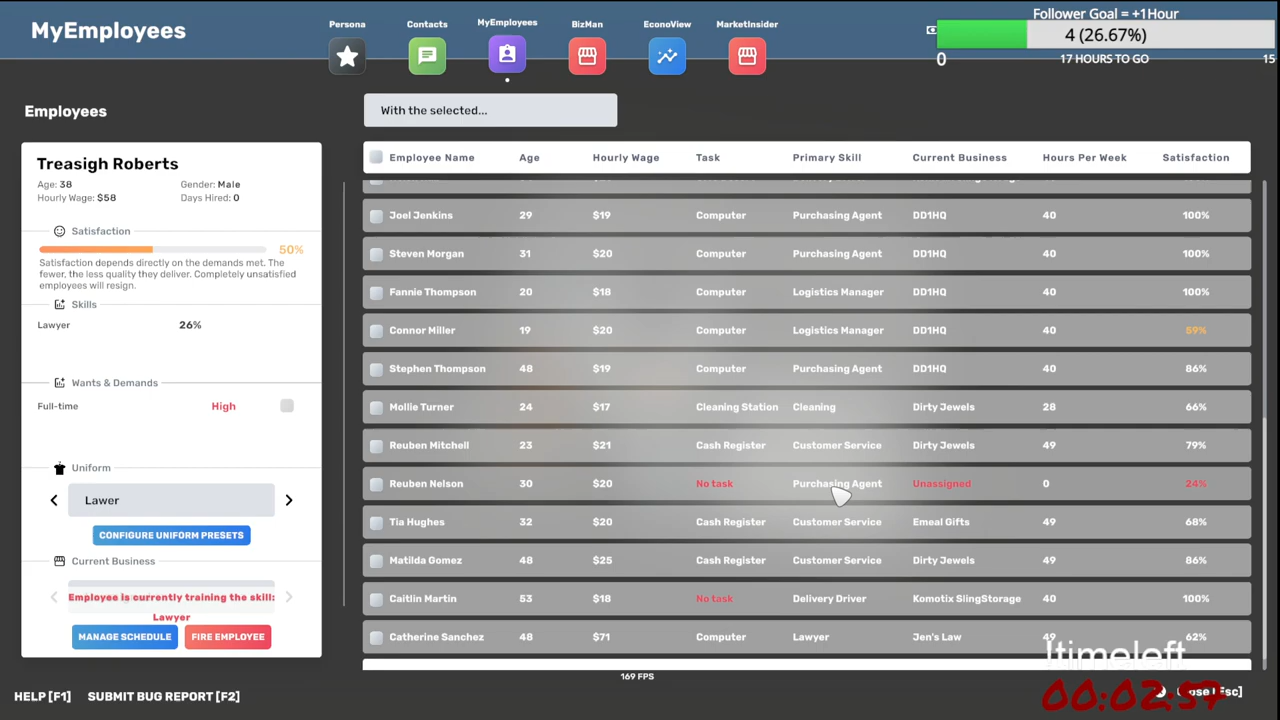 MyEmployees
Persona
Contacts
MyEmployees
BizMan
EconoView
MarketInsider
Follower Goal = +1Hour
4 (26.67%)
0
17 HOURS TO GO
15
Employees
With the selected...
Treasigh Roberts
Age: 38
Gender: Male
Hourly Wage: $58
Days Hired: 0
Satisfaction
50%
Satisfaction depends directly on the demands met. The
fewer, the less quality they deliver. Completely unsatisfied
employees will resign.
Skills
Lawyer 26%
Wants & Demands
Full-time High
Uniform
Lawer
CONFIGURE UNIFORM PRESETS
Current Business
Employee is currently training the skill:
Lawyer
MANAGE SCHEDULE
FIRE EMPLOYEE
Employee Name Age Hourly Wage Task Primary Skill Current Business Hours Per Week Satisfaction
Joel Jenkins 29 $19 Computer Purchasing Agent DD1HQ 40 100%
Steven Morgan 31 $20 Computer Purchasing Agent DD1HQ 40 100%
Fannie Thompson 20 $18 Computer Logistics Manager DD1HQ 40 100%
Connor Miller 19 $20 Computer Logistics Manager DD1HQ 40 59%
Stephen Thompson 48 $19 Computer Purchasing Agent DD1HQ 40 86%
Mollie Turner 24 $17 Cleaning Station Cleaning Dirty Jewels 28 66%
Reuben Mitchell 23 $21 Cash Register Customer Service Dirty Jewels 49 79%
Reuben Nelson 30 $20 No task Purchasing Agent Unassigned 0 24%
Tia Hughes 32 $20 Cash Register Customer Service Emeal Gifts 49 68%
Matilda Gomez 48 $25 Cash Register Customer Service Dirty Jewels 49 86%
Caitlin Martin 53 $18 No task Delivery Driver Komotix SlingStorage 40 100%
Catherine Sanchez 48 $71 Computer Lawyer Jen's Law 49 62%
!timeleft
00:02:57
169 FPS
HELP [F1]
SUBMIT BUG REPORT [F2]
Close [Esc]